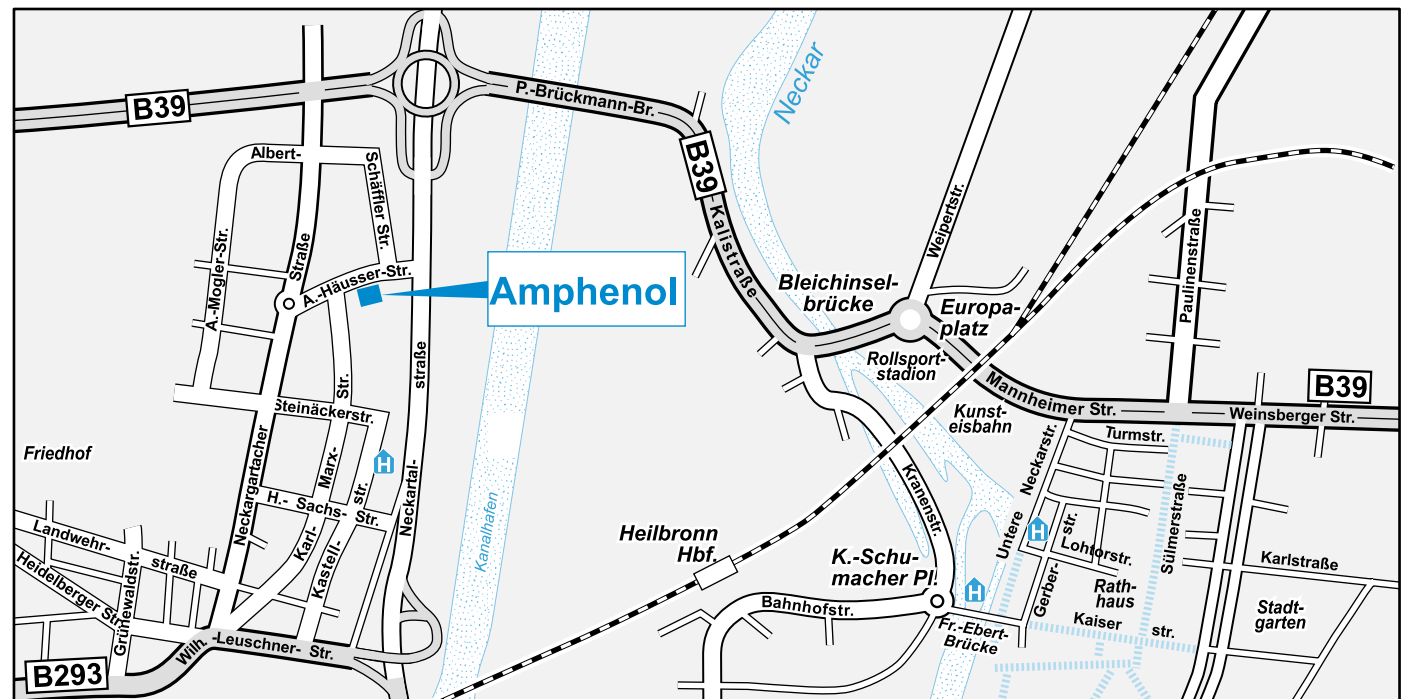 B39
P.-Brückmann-Br.
Neckar
B39
Albert-
Schäffler Str.
Kalistraße
Weipertstr.
A.-Mogler-Str.
Straße
A.-Häusser-Str.
Amphenol
Bleichinsel-
brücke
Europa-
platz
Paulinenstraße
straße
Rollsport-
stadion
Mannheimer Str.
B39
Weinsberger Str.
Steinäckerstr.
Kunst-
eisbahn
Turmstr.
Friedhof
Neckargartacher
Marx-
str.
Str.
Neckartal-
Kanalhafen
Kranenstr.
Neckarstr.
Untere
Sülmerstraße
H.- Sachs- Str.
Karl-
Kastell-
Landwehr-
straße
Heidelberger Str.
Grünewaldstr.
Heilbronn
Hbf.
K.-Schu-
macher Pl.
str.
Lohtorstr.
Gerber-
Karlstraße
Rath-
haus
Bahnhofstr.
Fr.-Ebert-
Brücke
Kaiser
str.
Stadt-
garten
Wilh. -Leuschner- Str.
B293
H
H
H